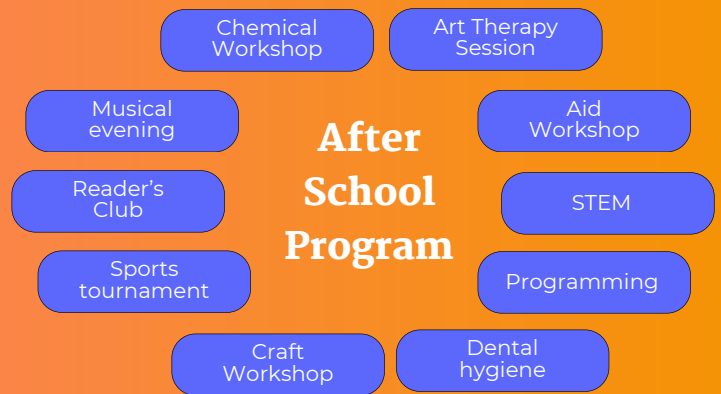 Chemical
Workshop
Art Therapy
Session
Musical
evening
Aid
Workshop
After
School
Program
Reader’s
Club
STEM
Sports
tournament
Programming
Craft
Workshop
Dental
hygiene